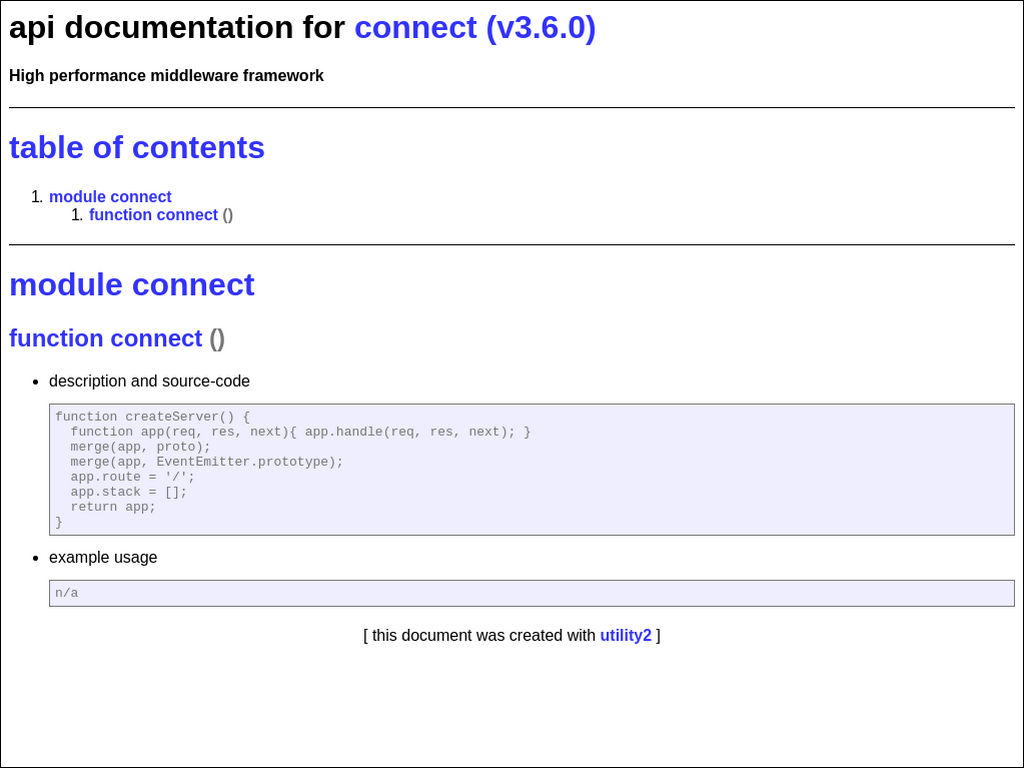 api documentation for connect (v3.6.0)
High performance middleware framework
table of contents
1. module connect
1. function connect ()
module connect
function connect ()
• description and source-code
function createServer() {
  function app(req, res, next){ app.handle(req, res, next); }
  merge(app, proto);
  merge(app, EventEmitter.prototype);
  app.route = '/';
  app.stack = [];
  return app;
}
• example usage
n/a
[ this document was created with utility2 ]